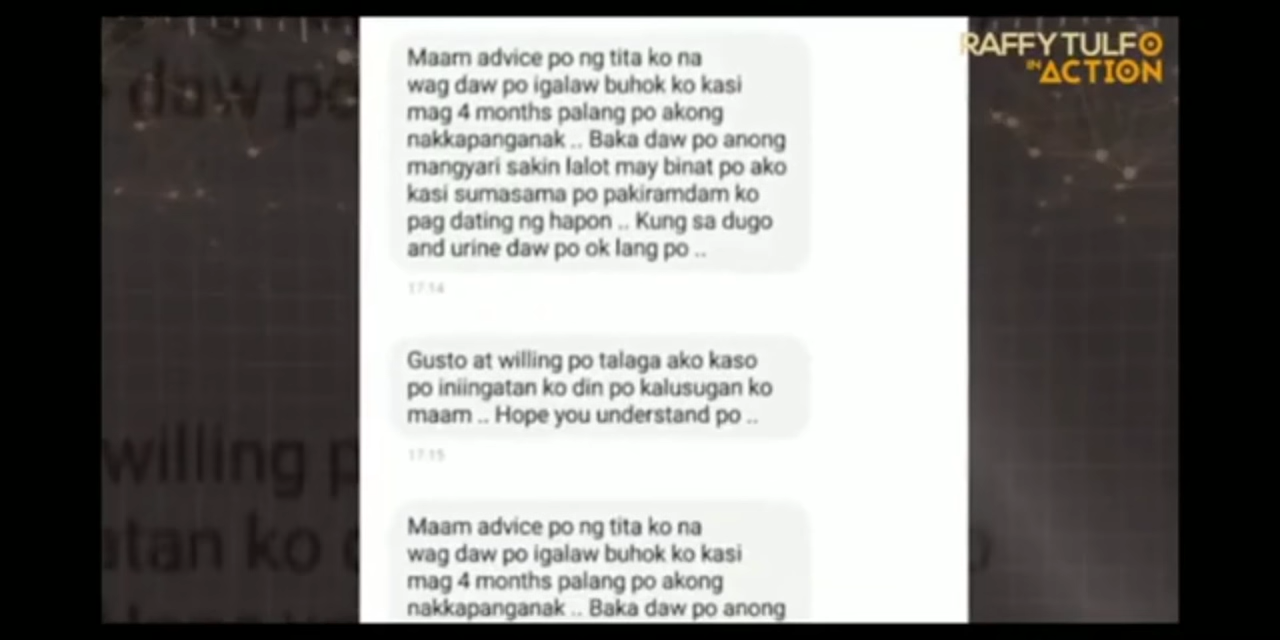 RAFFY TULFO
IN ACTION
Maam advice po ng tita ko na
wag daw po igalaw buhok ko kasi
mag 4 months palang po akong
nakkapanganak .. Baka daw po anong
mangyari sakin lalot may binat po ako
kasi sumasama po pakiramdam ko
pag dating ng hapon .. Kung sa dugo
and urine daw po ok lang po ..
17:14
Gusto at willing po talaga ako kaso
po iniingatan ko din po kalusugan ko
maam .. Hope you understand po ..
17:15
Maam advice po ng tita ko na
wag daw po igalaw buhok ko kasi
mag 4 months palang po akong
nakkapanganak .. Baka daw po anong
daw po
willing p
atan ko